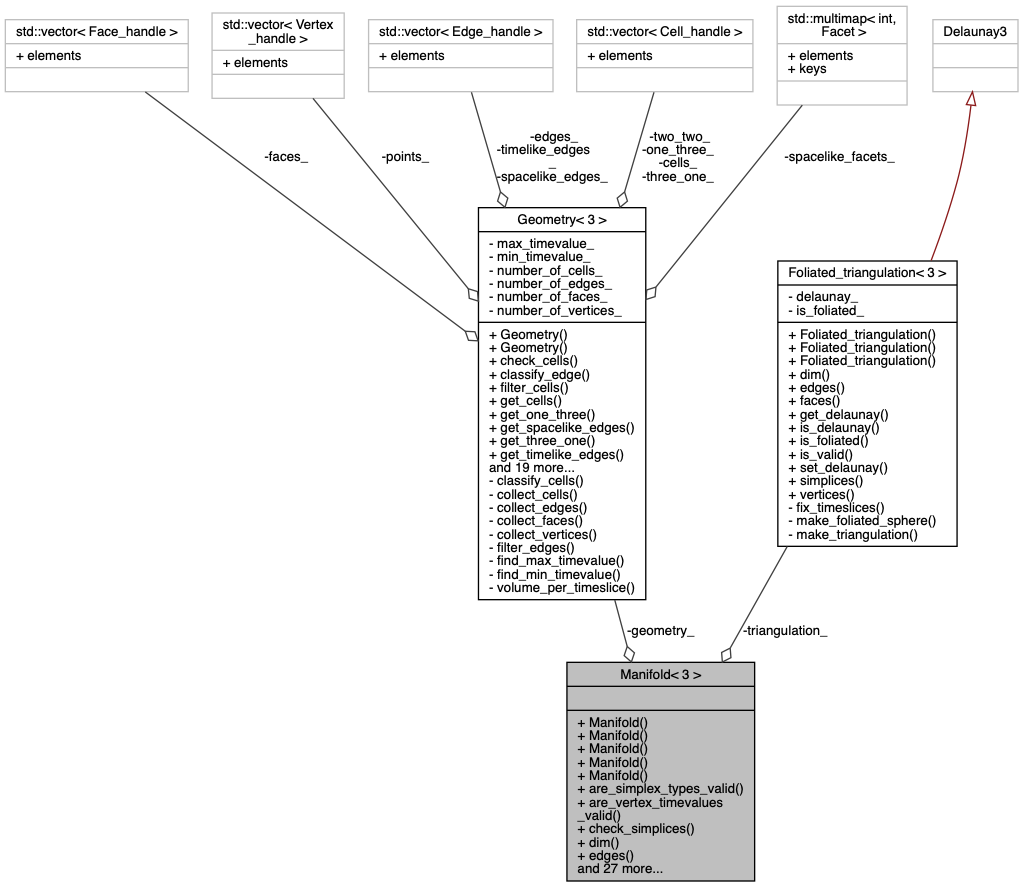 std::vector< Face_handle >
+ elements
std::vector< Vertex
_handle >
+ elements
std::vector< Edge_handle >
+ elements
std::vector< Cell_handle >
+ elements
std::multimap< int,
Facet >
+ elements
+ keys
Delaunay3
-faces_
-points_
-edges_
-timelike_edges
_
-spacelike_edges_
-two_two_
-one_three_
-cells_
-three_one_
-spacelike_facets_
Geometry< 3 >
- max_timevalue_
- min_timevalue_
- number_of_cells_
- number_of_edges_
- number_of_faces_
- number_of_vertices_
+ Geometry()
+ Geometry()
+ check_cells()
+ classify_edge()
+ filter_cells()
+ get_cells()
+ get_one_three()
+ get_spacelike_edges()
+ get_three_one()
+ get_timelike_edges()
and 19 more...
- classify_cells()
- collect_cells()
- collect_edges()
- collect_faces()
- collect_vertices()
- filter_edges()
- find_max_timevalue()
- find_min_timevalue()
- volume_per_timeslice()
Foliated_triangulation< 3 >
- delaunay_
- is_foliated_
+ Foliated_triangulation()
+ Foliated_triangulation()
+ Foliated_triangulation()
+ dim()
+ edges()
+ faces()
+ get_delaunay()
+ is_delaunay()
+ is_foliated()
+ is_valid()
+ set_delaunay()
+ simplices()
+ vertices()
- fix_timeslices()
- make_foliated_sphere()
- make_triangulation()
-geometry_
-triangulation_
Manifold< 3 >
+ Manifold()
+ Manifold()
+ Manifold()
+ Manifold()
+ Manifold()
+ are_simplex_types_valid()
+ are_vertex_timevalues
_valid()
+ check_simplices()
+ dim()
+ edges()
and 27 more...